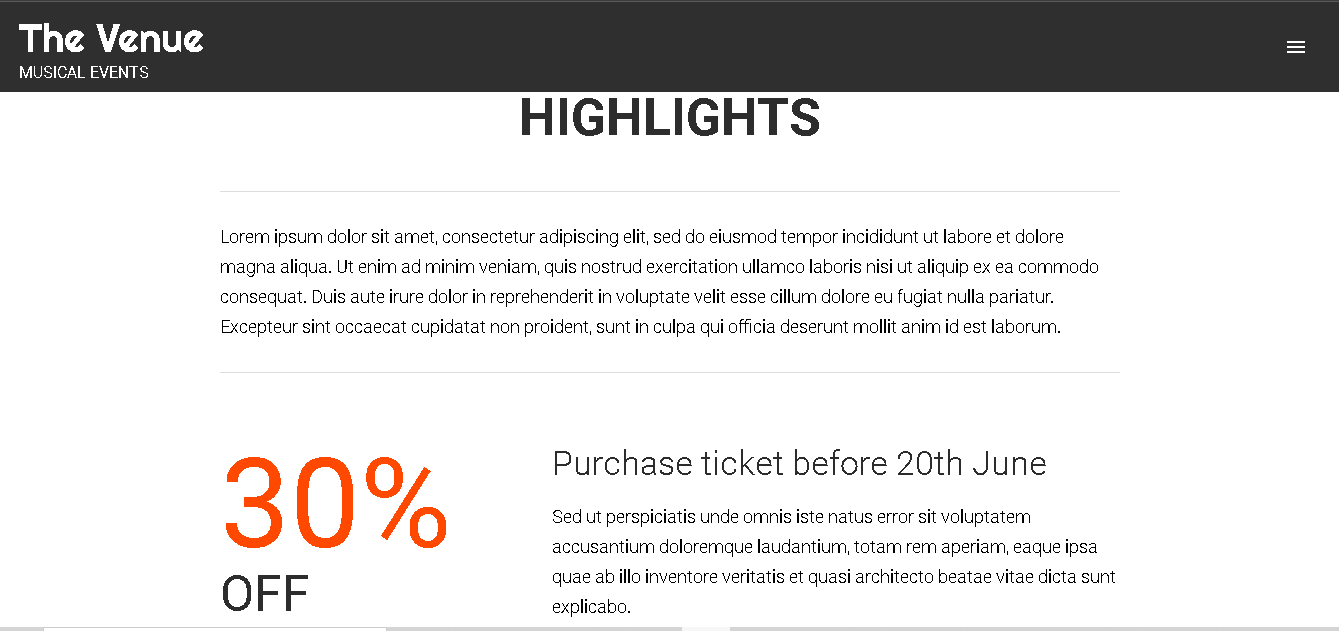 The Venue
MUSICAL EVENTS
HIGHLIGHTS
Lorem ipsum dolor sit amet, consectetur adipiscing elit, sed do eiusmod tempor incididunt ut labore et dolore
magna aliqua. Ut enim ad minim veniam, quis nostrud exercitation ullamco laboris nisi ut aliquip ex ea commodo
consequat. Duis aute irure dolor in reprehenderit in voluptate velit esse cillum dolore eu fugiat nulla pariatur.
Excepteur sint occaecat cupidatat non proident, sunt in culpa qui officia deserunt mollit anim id est laborum.
30%
OFF
Purchase ticket before 20th June
Sed ut perspiciatis unde omnis iste natus error sit voluptatem
accusantium doloremque laudantium, totam rem aperiam, eaque ipsa
quae ab illo inventore veritatis et quasi architecto beatae vitae dicta sunt
explicabo.